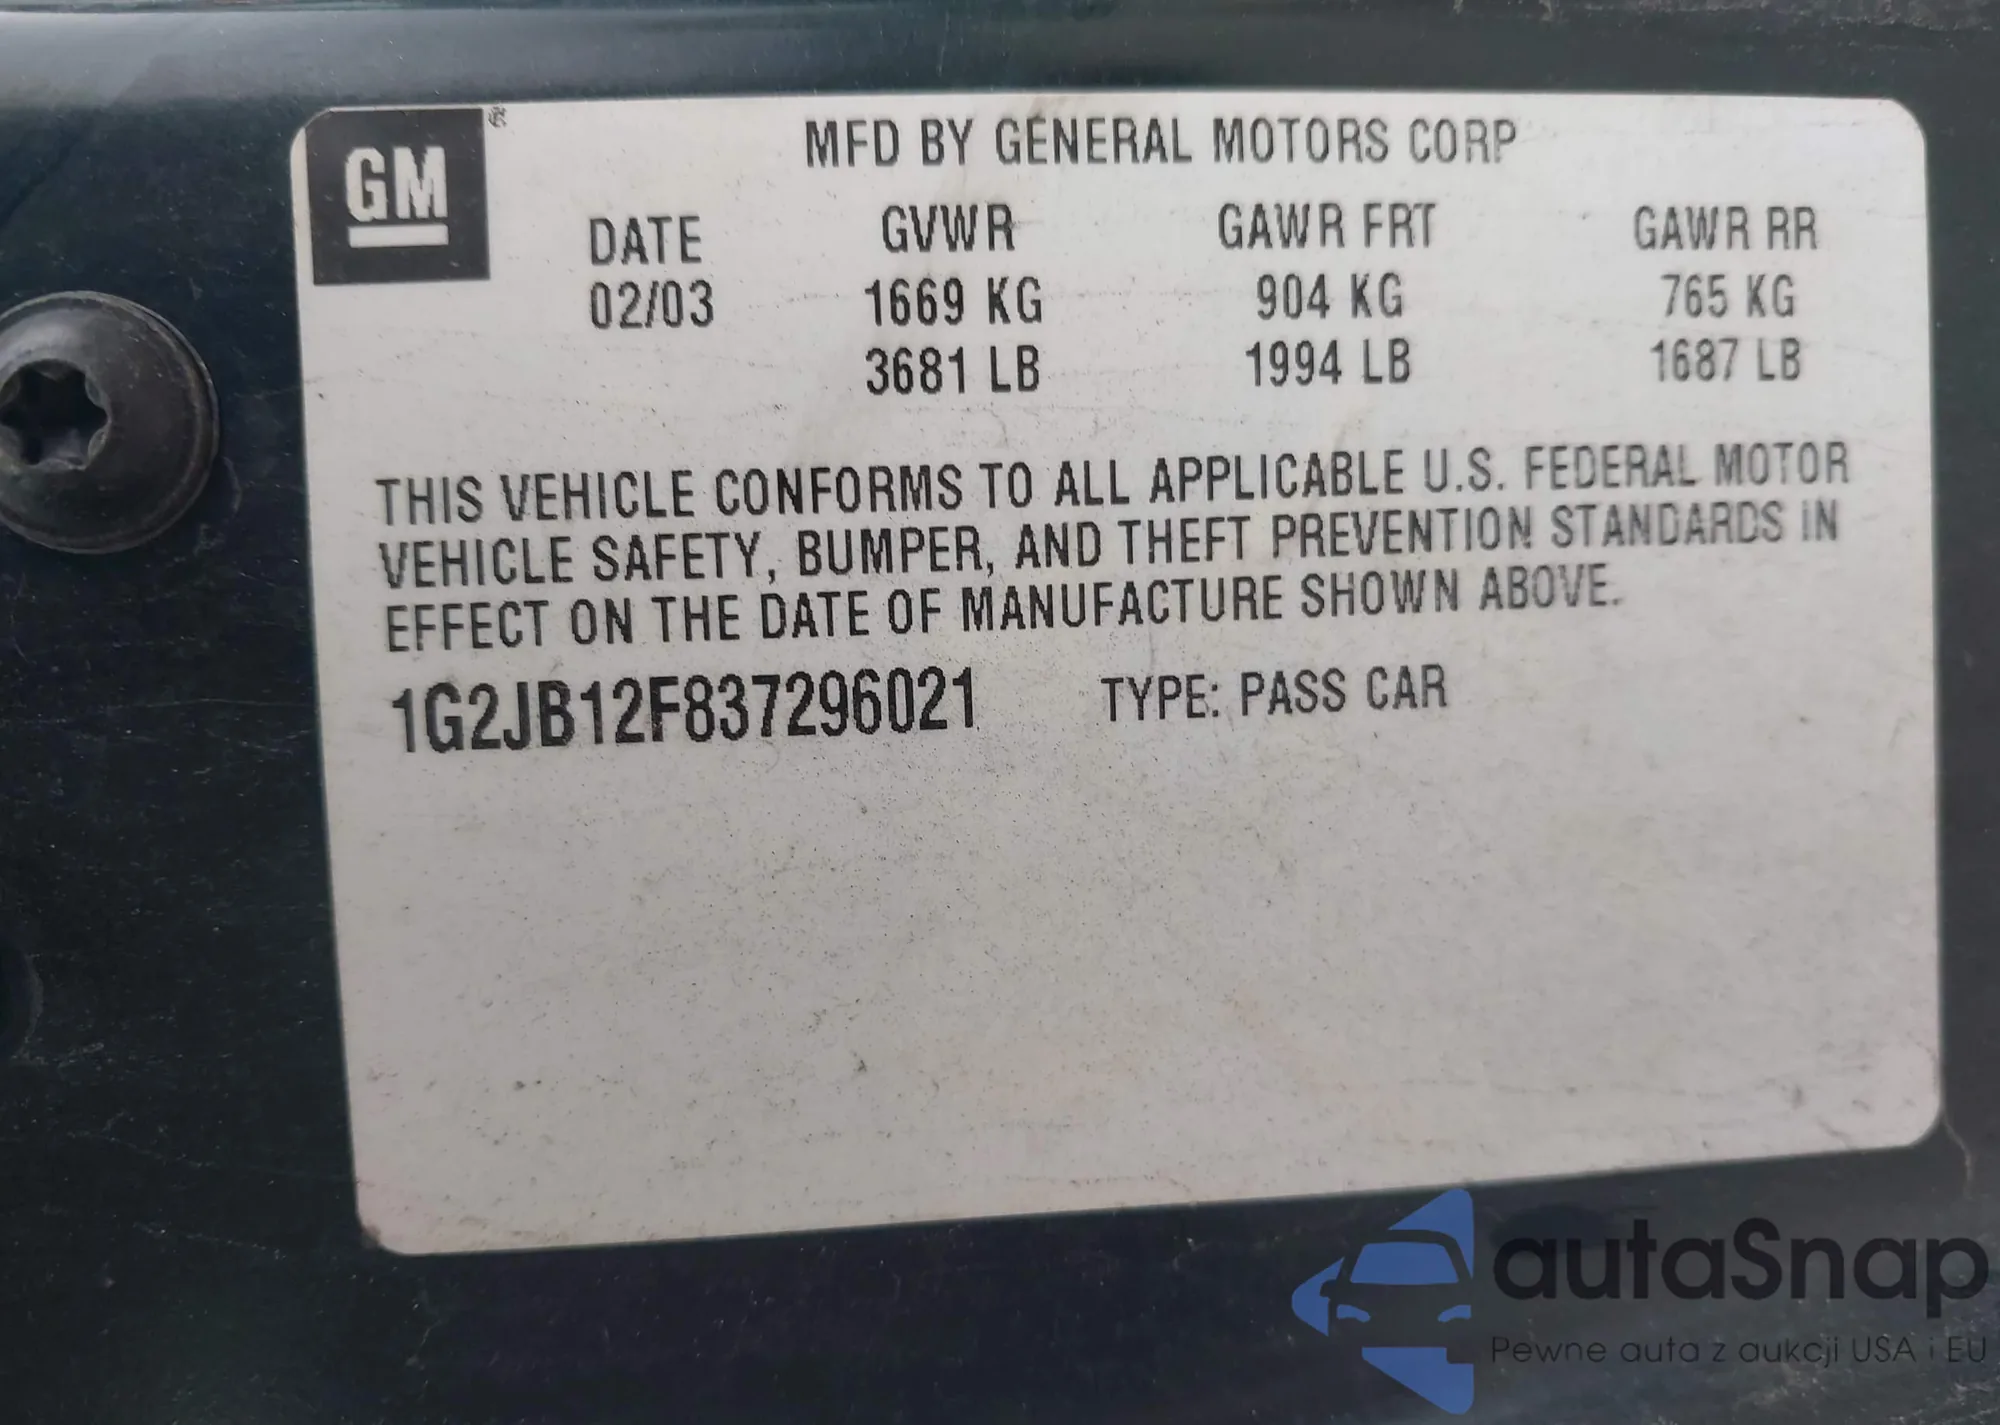 GM
MFD BY GENERAL MOTORS CORP
DATE GVWR GAWR FRT GAWR RR
02/03 1669 KG 904 KG 765 KG
3681 LB 1994 LB 1687 LB
THIS VEHICLE CONFORMS TO ALL APPLICABLE U.S. FEDERAL MOTOR
VEHICLE SAFETY, BUMPER, AND THEFT PREVENTION STANDARDS IN
EFFECT ON THE DATE OF MANUFACTURE SHOWN ABOVE.
1G2JB12F837296021 TYPE: PASS CAR
autaSnap
Pewne auta z aukcji USA i EU